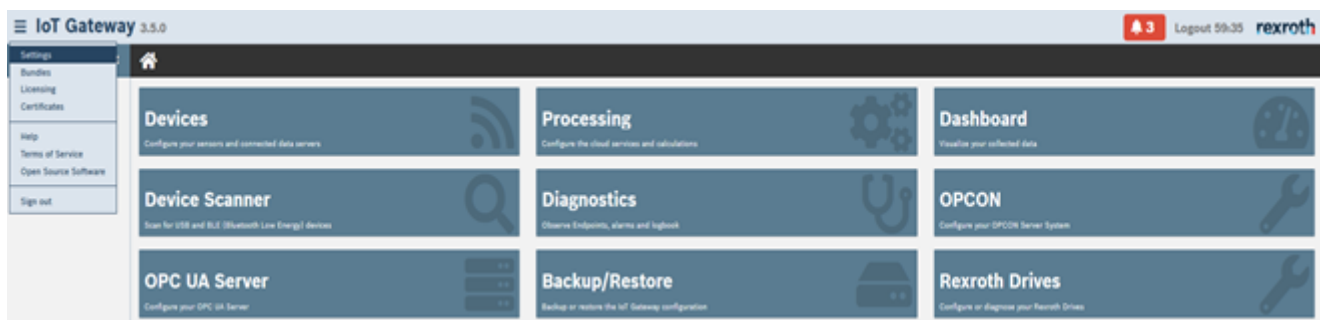 IoT Gateway 3.5.0
3
Logout 59:35
rexroth
Settings
Bundles
Licensing
Certificates
Help
Terms of Service
Open Source Software
Sign out
Devices
Configure your sensors and connected data servers
Processing
Configure the cloud services and calculations
Dashboard
Visualize your collected data
Device Scanner
Scan for USB and BLE (Bluetooth Low Energy) devices
Diagnostics
Observe Endpoints, alarms and logbook
OPCON
Configure your OPCON Server System
OPC UA Server
Configure your OPC UA Server
Backup/Restore
Backup or restore the IoT Gateway configuration
Rexroth Drives
Configure or diagnose your Rexroth Drives